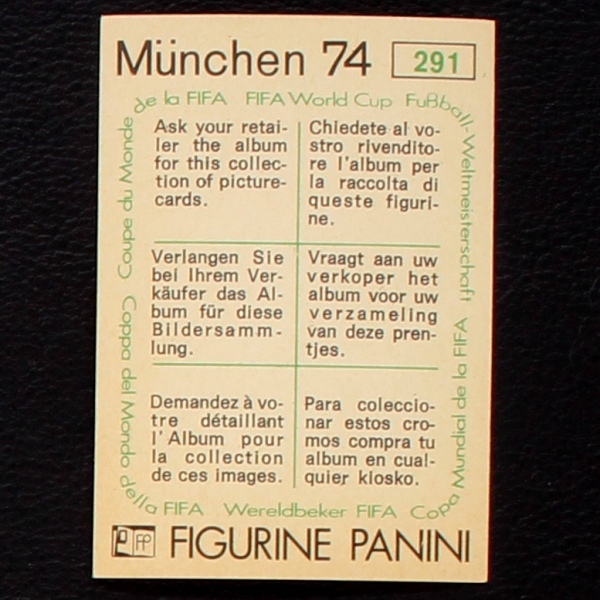 München 74 291
de la FIFA FIFA World Cup Fußball-Weltmeisterschaft
Ask your retai-
ler the album
for this collec-
tion of picture-
cards.
Chiedete al vo-
stro rivendito-
re l'album per
la raccolta di
queste figuri-
ne.
Verlangen Sie
bei Ihrem Ver-
käufer das Al-
bum für diese
Bildersamm-
lung.
Vraagt aan uw
verkoper het
album voor uw
verzameling
van deze pren-
tjes.
Demandez à vo-
tre détaillant
l'Album pour
la collection
de ces images.
Para coleccio-
nar estos cro-
mos compra tu
album en cual-
quier kiosko.
Copa Mundial de la FIFA
Wereldbeker FIFA
Coppa del Mondo della FIFA
Coupe du Monde
FP FIGURINE PANINI